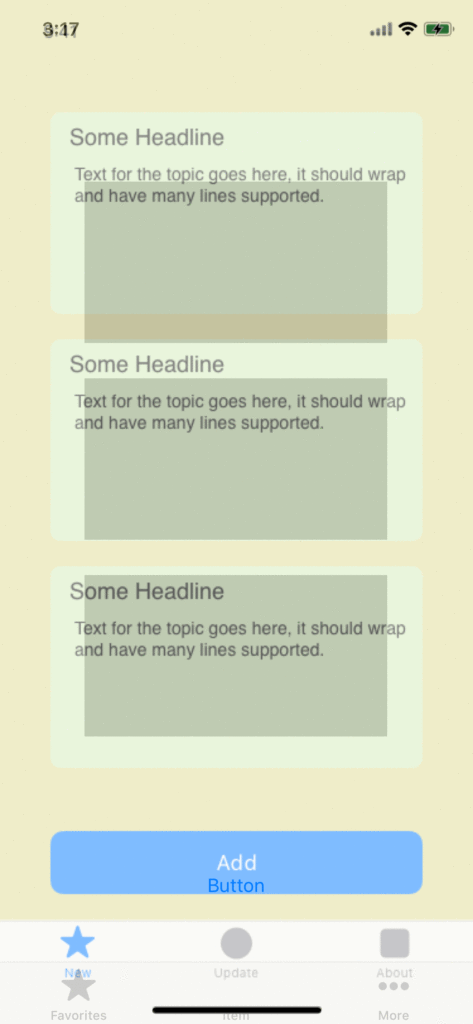 Some Headline
Text for the topic goes here, it should wrap
and have many lines supported.
Some Headline
Text for the topic goes here, it should wrap
and have many lines supported.
Some Headline
Text for the topic goes here, it should wrap
and have many lines supported.
Add
Button
New Update About
Favorites Item More